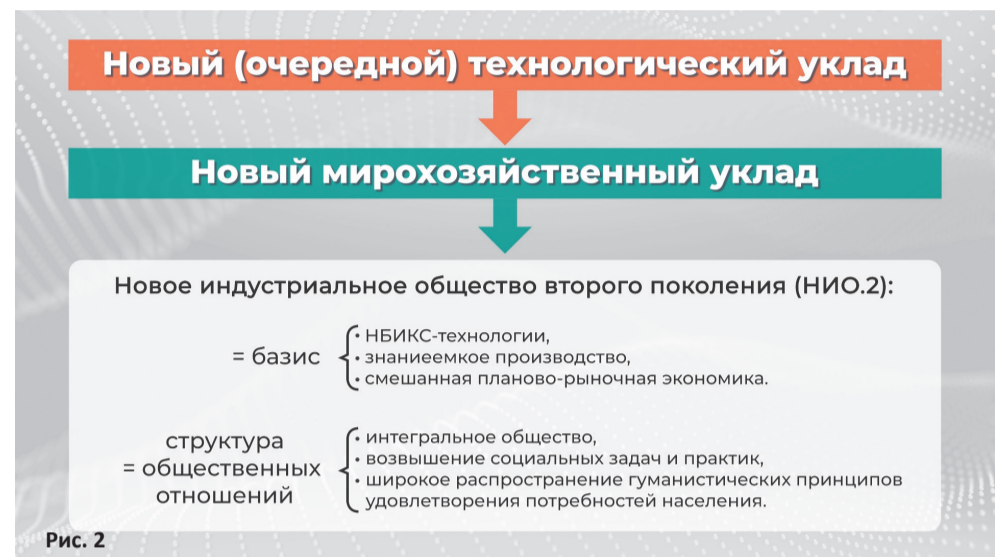 Новый (очередной) технологический уклад
Новый мирохозяйственный уклад
Новое индустриальное общество второго поколения (НИО.2):
= базис
• НБИКС-технологии,
• знаниеемкое производство,
• смешанная планово-рыночная экономика.
структура
= общественных
отношений
• интегральное общество,
• возвышение социальных задач и практик,
• широкое распространение гуманистических принципов
удовлетворения потребностей населения.
Рис. 2